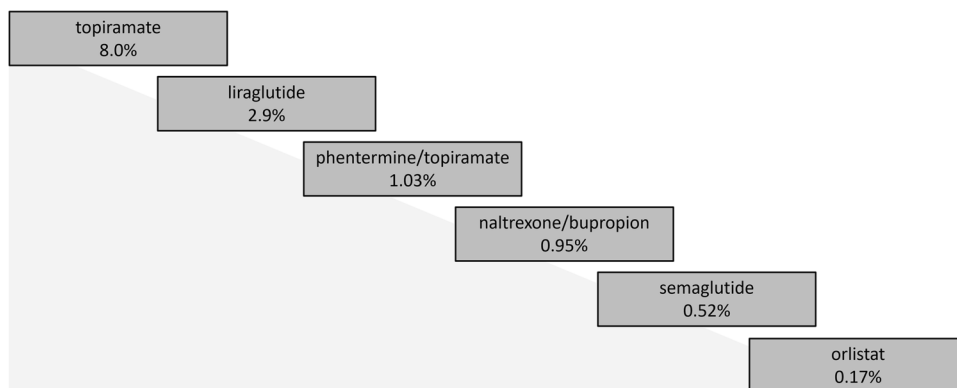 topiramate
8.0%
liraglutide
2.9%
phentermine/topiramate
1.03%
naltrexone/bupropion
0.95%
semaglutide
0.52%
orlistat
0.17%